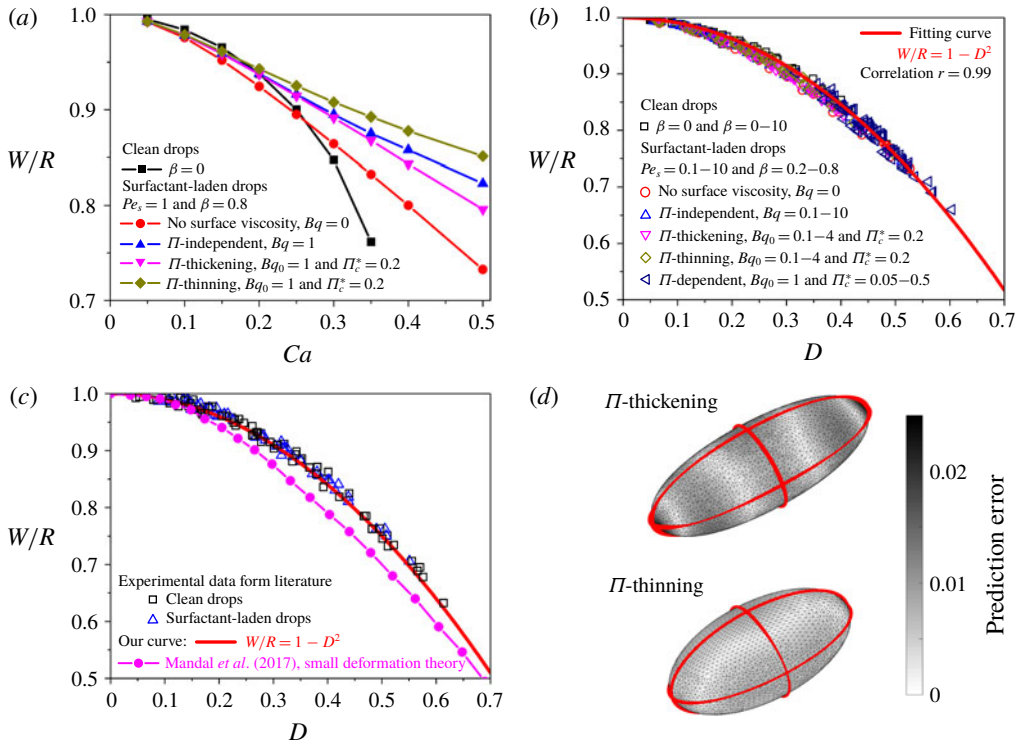 (a)
1.0
0.9
W/R
0.8
0.7
0
0.1
0.2
0.3
0.4
0.5
Ca
Clean drops
β=0
Surfactant-laden drops
Peₛ = 1 and β = 0.8
No surface viscosity, Bq = 0
Π-independent, Bq = 1
Π-thickening, Bq₀ = 1 and Π*c = 0.2
Π-thinning, Bq₀ = 1 and Π*c = 0.2
(b)
1.0
0.9
0.8
W/R
0.7
0.6
0.5
0
0.1
0.2
0.3
0.4
0.5
0.6
0.7
D
Fitting curve
W/R = 1 − D²
Correlation r = 0.99
Clean drops
β = 0 and β = 0–10
Surfactant-laden drops
Peₛ = 0.1–10 and β = 0.2–0.8
No surface viscosity, Bq = 0
Π-independent, Bq = 0.1–10
Π-thickening, Bq₀ = 0.1–4 and Π*c = 0.2
Π-thinning, Bq₀ = 0.1–4 and Π*c = 0.2
Π-dependent, Bq₀ = 1 and Π*c = 0.05–0.5
(c)
1.0
0.9
0.8
W/R
0.7
0.6
0.5
0
0.1
0.2
0.3
0.4
0.5
0.6
0.7
D
Experimental data form literature
Clean drops
Surfactant-laden drops
Our curve: W/R = 1 − D²
Mandal et al. (2017), small deformation theory
(d)
Π-thickening
Π-thinning
0.02
0.01
0
Prediction error